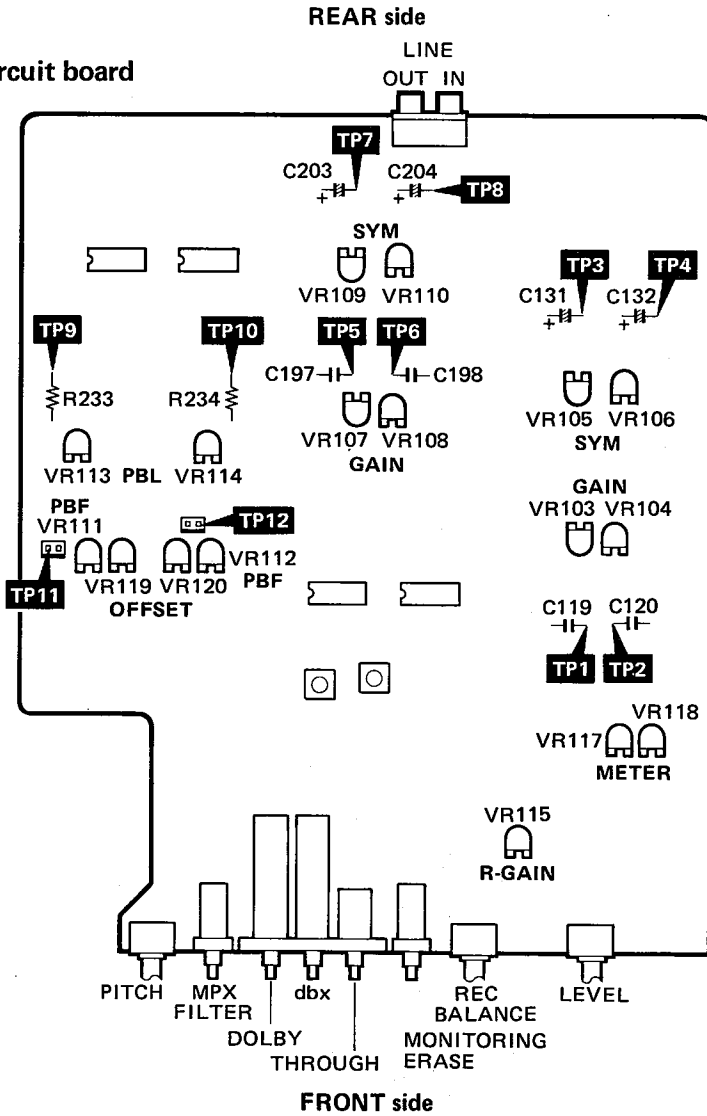 REAR side
LINE
OUT IN
rcuit board
TP7
C203 C204
TP8
+ +
SYM
VR109 VR110
TP3 TP4
C131 C132
+ +
TP9 TP10 TP5 TP6
C197 C198
R233 R234
VR105 VR106
SYM
VR107 VR108
GAIN
VR113 PBL VR114
GAIN
VR103 VR104
PBF
VR111
TP12
VR119 VR120 VR112
PBF
OFFSET
TP11
C119 C120
TP1 TP2
VR118
VR117
METER
VR115
R-GAIN
PITCH MPX FILTER
DOLBY
dbx
THROUGH
MONITORING
ERASE
REC
BALANCE
LEVEL
FRONT side